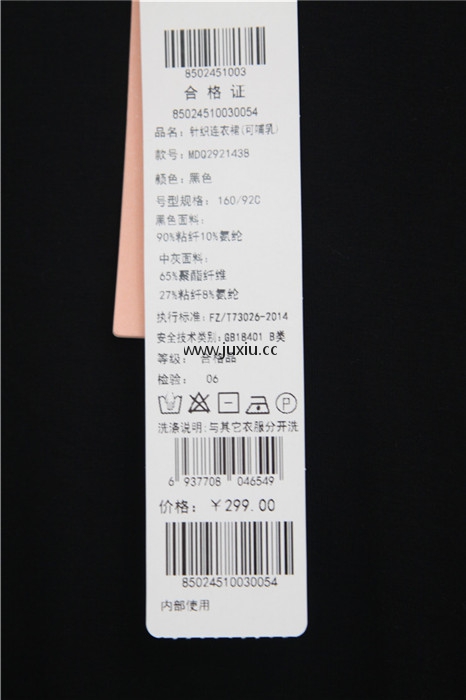 8502451003
合格证
85024510030054
品名：针织连衣裙(可哺乳)
款号：MDQ2921438
颜色：黑色
号型规格：160/92C
黑色面料：
90%粘纤10%氨纶
中灰面料：
65%聚酯纤维
27%粘纤8%氨纶
执行标准：FZ/T73026-2014
安全技术类别：GB18401 B类
www.juxiu.cc
等级：合格品
检验：06
洗涤说明：与其它衣服分开洗
6 937708 046549
价格：￥299.00
85024510030054
内部使用